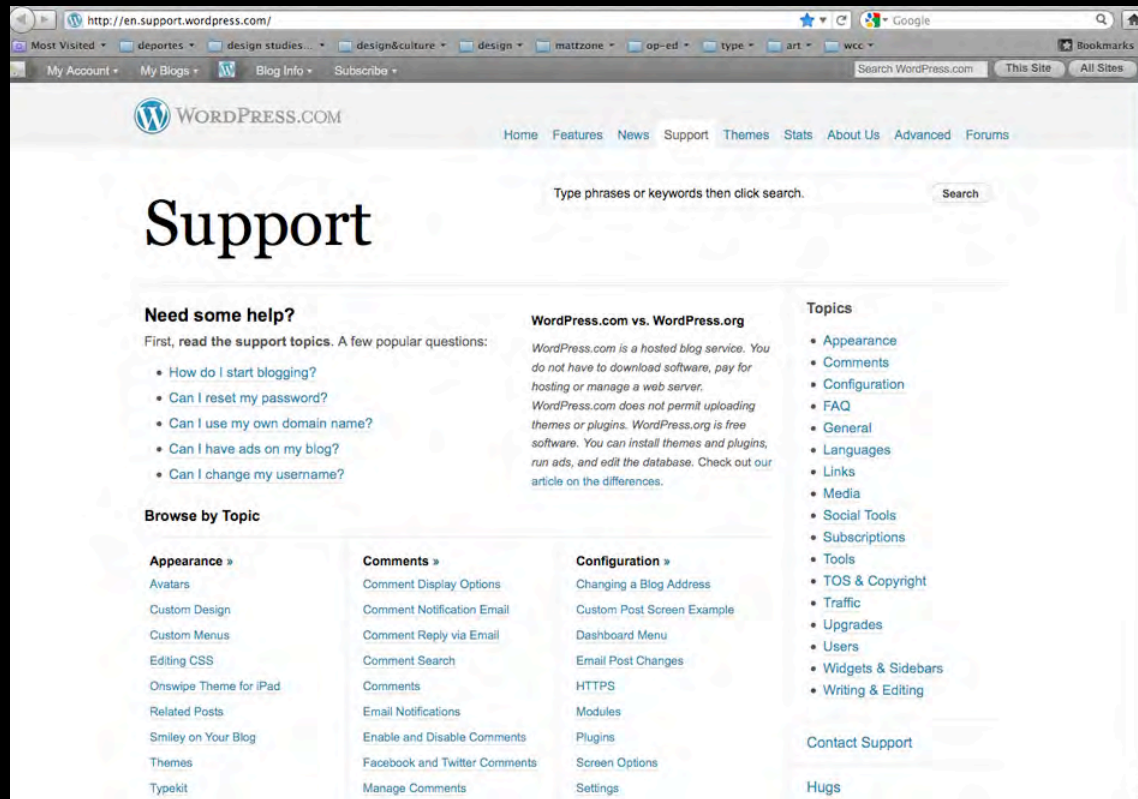 http://en.support.wordpress.com/
Google
Most Visited deportes design studies... design&culture design mattzone op-ed type art wcc Bookmarks
My Account My Blogs Blog Info Subscribe Search WordPress.com This Site All Sites
WORDPRESS.COM
Home Features News Support Themes Stats About Us Advanced Forums
Support
Type phrases or keywords then click search. Search
Need some help?
First, read the support topics. A few popular questions:
• How do I start blogging?
• Can I reset my password?
• Can I use my own domain name?
• Can I have ads on my blog?
• Can I change my username?
WordPress.com vs. WordPress.org
WordPress.com is a hosted blog service. You
do not have to download software, pay for
hosting or manage a web server.
WordPress.com does not permit uploading
themes or plugins. WordPress.org is free
software. You can install themes and plugins,
run ads, and edit the database. Check out our
article on the differences.
Browse by Topic
Appearance »
Avatars
Custom Design
Custom Menus
Editing CSS
Onswipe Theme for iPad
Related Posts
Smiley on Your Blog
Themes
Typekit
Comments »
Comment Display Options
Comment Notification Email
Comment Reply via Email
Comment Search
Comments
Email Notifications
Enable and Disable Comments
Facebook and Twitter Comments
Manage Comments
Configuration »
Changing a Blog Address
Custom Post Screen Example
Dashboard Menu
Email Post Changes
HTTPS
Modules
Plugins
Screen Options
Settings
Topics
• Appearance
• Comments
• Configuration
• FAQ
• General
• Languages
• Links
• Media
• Social Tools
• Subscriptions
• Tools
• TOS & Copyright
• Traffic
• Upgrades
• Users
• Widgets & Sidebars
• Writing & Editing
Contact Support
Hugs